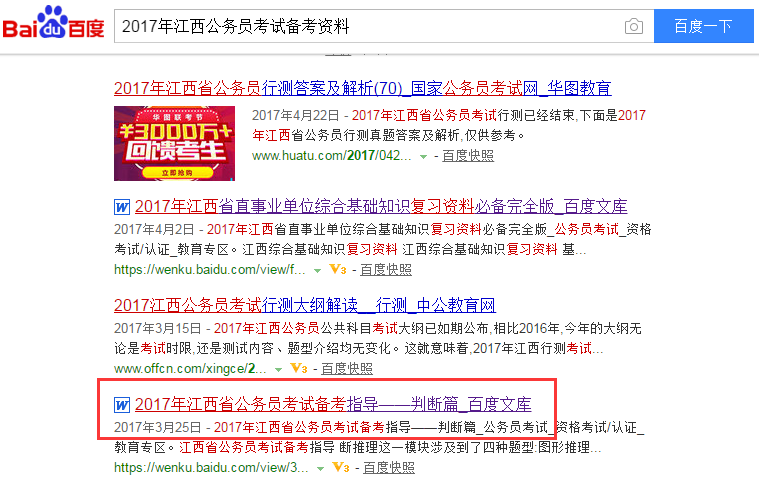 Bai du 百度
2017年江西公务员考试备考资料
百度一下
2017年江西省公务员行测答案及解析(70)_国家公务员考试网_华图教育
华图联考节
¥3000万+
回馈考生
立即抢购
2017年4月22日 - 2017年江西省公务员考试行测已经结束,下面是2017
年江西省公务员行测真题答案及解析,仅供参考。
www.huatu.com/2017/042... - 百度快照
W 2017年江西省直事业单位综合基础知识复习资料必备完全版_百度文库
2017年4月2日 - 2017年江西省直事业单位综合基础知识复习资料必备完全版_公务员考试_资格
考试/认证_教育专区。江西综合基础知识复习资料 江西综合基础知识复习资料 基...
https://wenku.baidu.com/view/f... V3 - 百度快照
2017江西公务员考试行测大纲解读__行测_中公教育网
2017年3月15日 - 2017年江西公务员公共科目考试大纲已如期公布,相比2016年,今年的大纲无
论是考试时限,还是测试内容、题型介绍均无变化。这就意味着,2017年江西行测考试...
www.offcn.com/xingce/2... V3 - 百度快照
W 2017年江西省公务员考试备考指导——判断篇_百度文库
2017年3月25日 - 2017年江西省公务员考试备考指导——判断篇_公务员考试_资格考试/认证_
教育专区。江西省公务员考试备考指导 断推理这一模块涉及到了四种题型:图形推理...
https://wenku.baidu.com/view/3... V3 - 百度快照